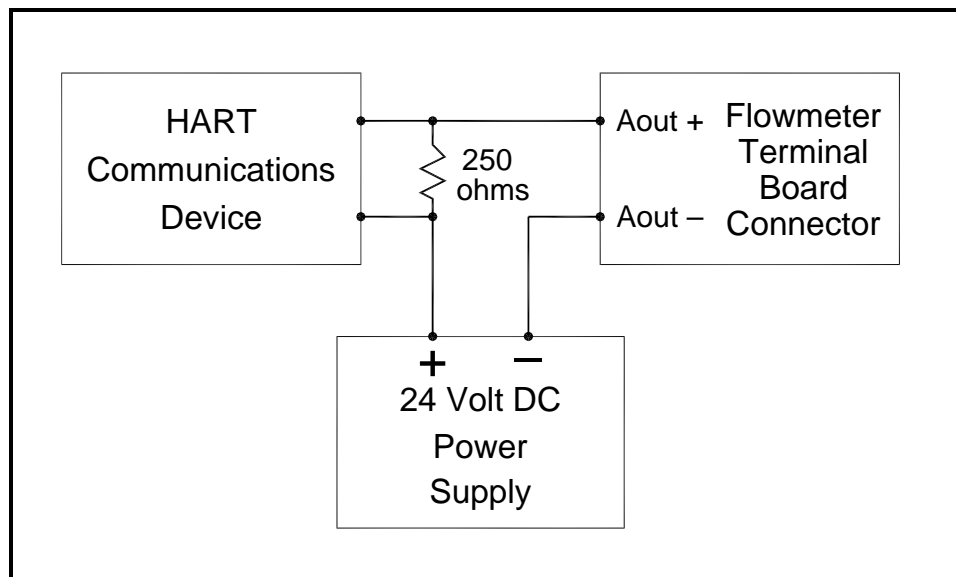 HART
Communications
Device
250
ohms
Aout +
Aout –
Flowmeter
Terminal
Board
Connector
+ –
24 Volt DC
Power
Supply